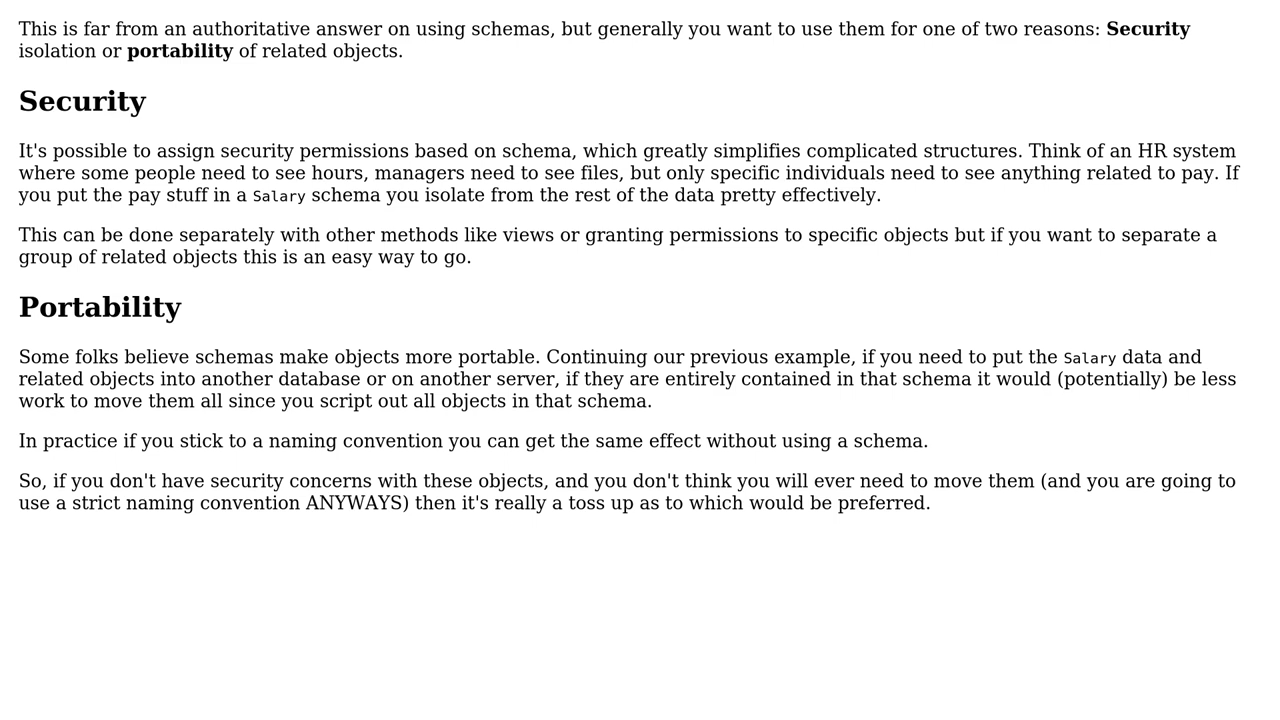 This is far from an authoritative answer on using schemas, but generally you want to use them for one of two reasons: Security
isolation or portability of related objects.
Security
It's possible to assign security permissions based on schema, which greatly simplifies complicated structures. Think of an HR system
where some people need to see hours, managers need to see files, but only specific individuals need to see anything related to pay. If
you put the pay stuff in a Salary schema you isolate from the rest of the data pretty effectively.
This can be done separately with other methods like views or granting permissions to specific objects but if you want to separate a
group of related objects this is an easy way to go.
Portability
Some folks believe schemas make objects more portable. Continuing our previous example, if you need to put the Salary data and
related objects into another database or on another server, if they are entirely contained in that schema it would (potentially) be less
work to move them all since you script out all objects in that schema.
In practice if you stick to a naming convention you can get the same effect without using a schema.
So, if you don't have security concerns with these objects, and you don't think you will ever need to move them (and you are going to
use a strict naming convention ANYWAYS) then it's really a toss up as to which would be preferred.